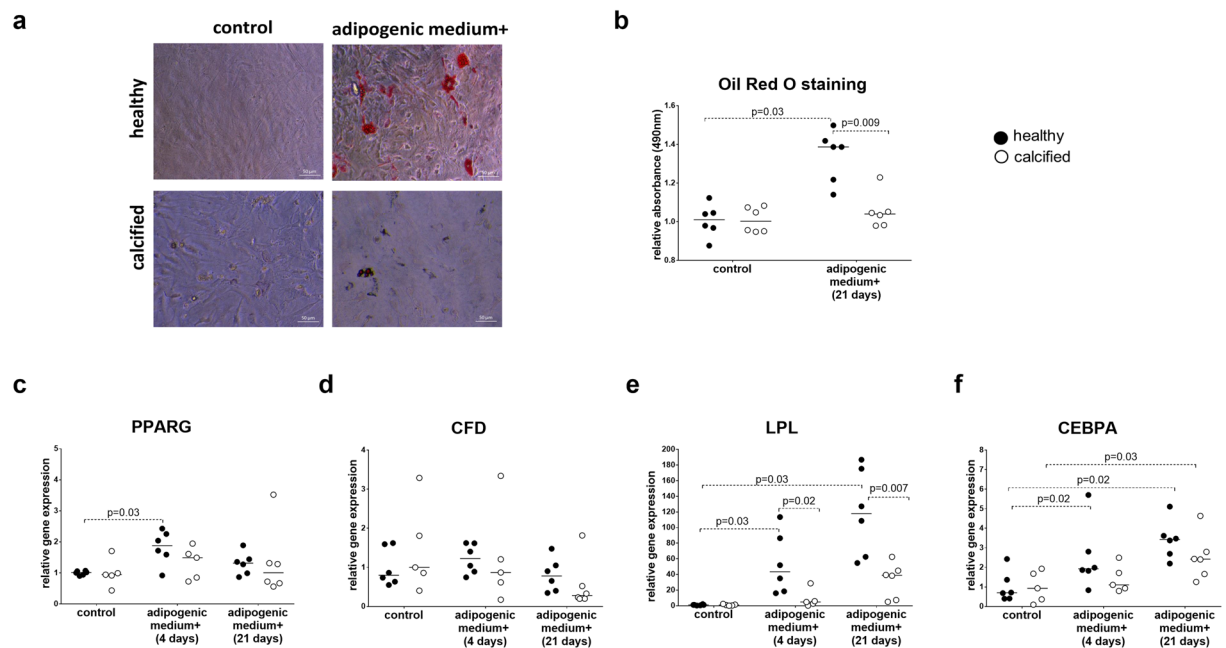 a
control
adipogenic medium+
healthy
calcified
50 µm
50 µm
50 µm
50 µm
b
Oil Red O staining
relative absorbance (490nm)
1.6
1.4
1.2
1.0
0.8
p=0.03
p=0.009
control
adipogenic
medium+
(21 days)
healthy
calcified
c
PPARG
relative gene expression
5
4
3
2
1
0
p=0.03
control
adipogenic
medium+
(4 days)
adipogenic
medium+
(21 days)
d
CFD
relative gene expression
4
3
2
1
0
control
adipogenic
medium+
(4 days)
adipogenic
medium+
(21 days)
e
LPL
relative gene expression
200
180
160
140
120
100
80
60
40
20
0
p=0.03
p=0.02
p=0.03
p=0.007
control
adipogenic
medium+
(4 days)
adipogenic
medium+
(21 days)
f
CEBPA
relative gene expression
8
6
4
3
2
1
0
p=0.03
p=0.02
p=0.02
control
adipogenic
medium+
(4 days)
adipogenic
medium+
(21 days)